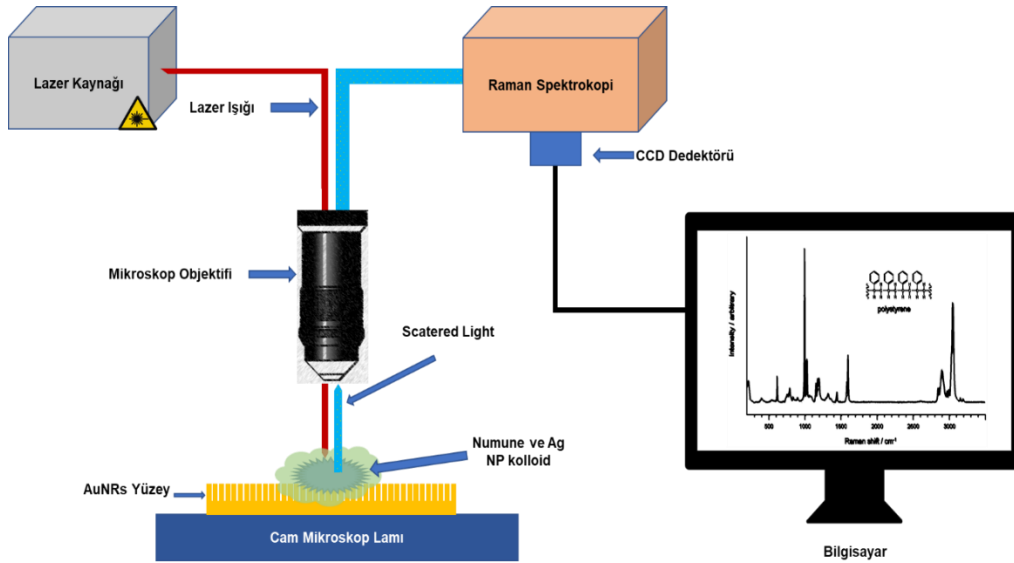 Lazer Kaynağı
Lazer Işığı
Raman Spektrokopi
CCD Dedektörü
Mikroskop Objektifi
Scatered Light
Numune ve Ag
NP kolloid
AuNRs Yüzey
Cam Mikroskop Lamı
Intensity / arbitrary
polystyrene
500
1000
1500
2000
2500
3000
Raman shift / cm⁻¹
Bilgisayar